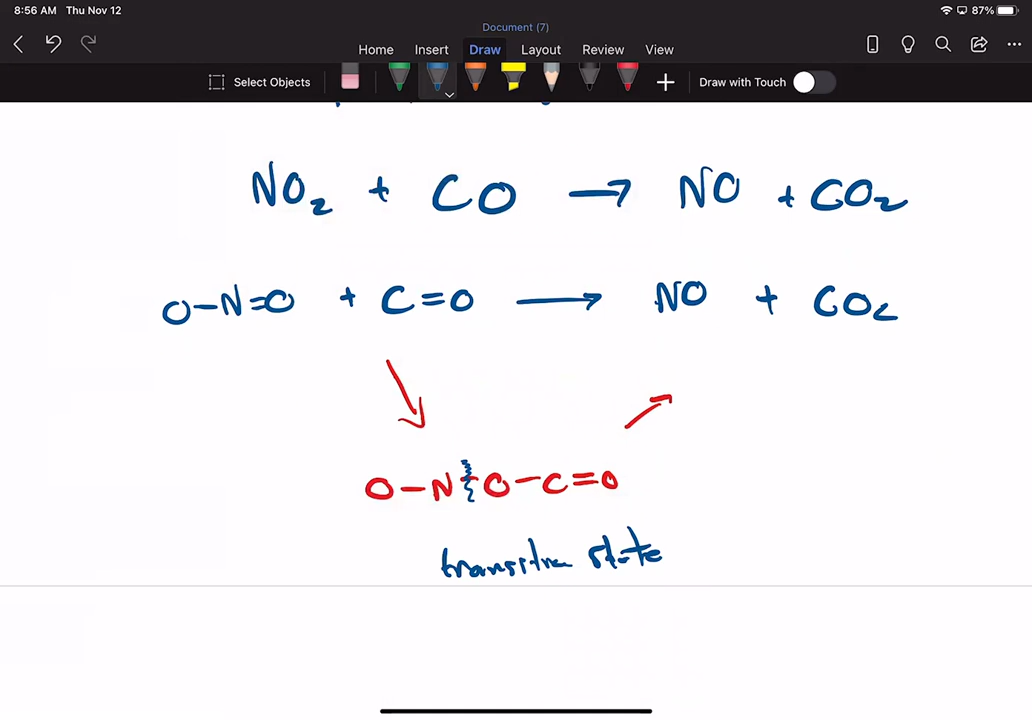 8:56 AM Thu Nov 12
87%
Document (7)
Home Insert Draw Layout Review View
Select Objects
Draw with Touch
NO₂ + CO → NO + CO₂
O-N=O + C=O → NO + CO₂
O-N-O-C=O
transition state